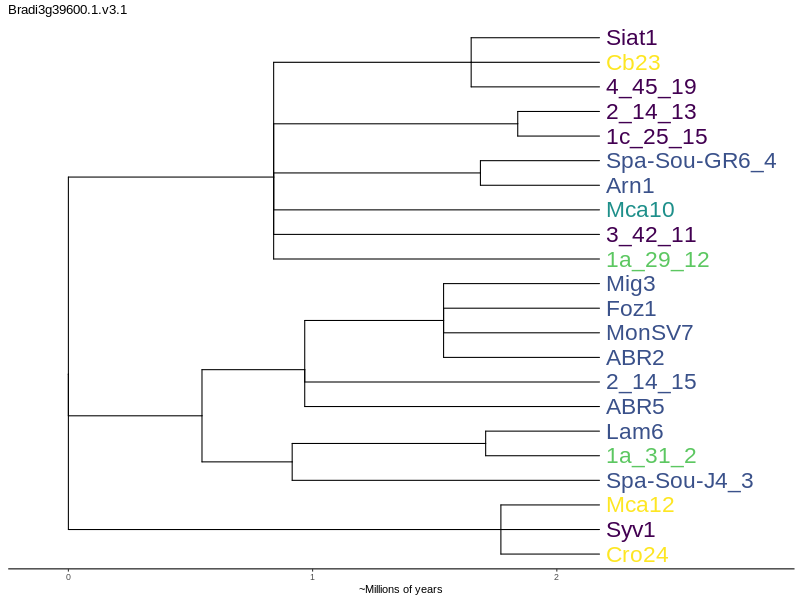 Bradi3g39600.1.v3.1
Siat1
Cb23
4_45_19
2_14_13
1c_25_15
Spa-Sou-GR6_4
Arn1
Mca10
3_42_11
1a_29_12
Mig3
Foz1
MonSV7
ABR2
2_14_15
ABR5
Lam6
1a_31_2
Spa-Sou-J4_3
Mca12
Syv1
Cro24
0 1 2
~Millions of years